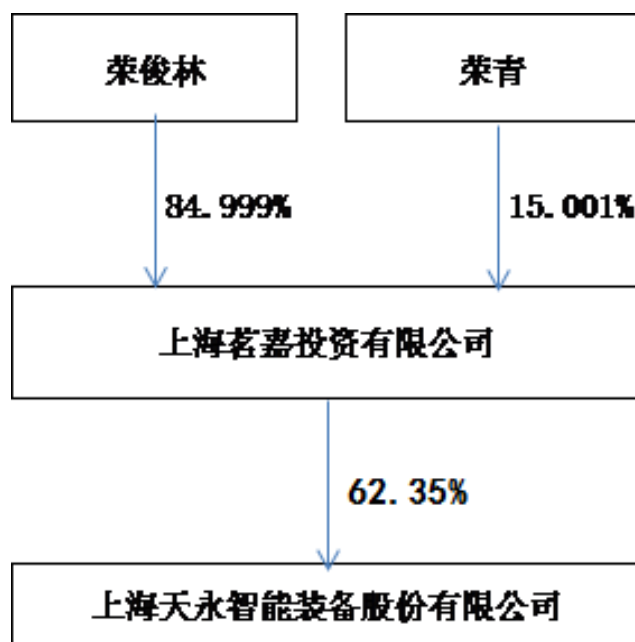 荣俊林
荣青
84.999%
15.001%
上海茗嘉投资有限公司
62.35%
上海天永智能装备股份有限公司